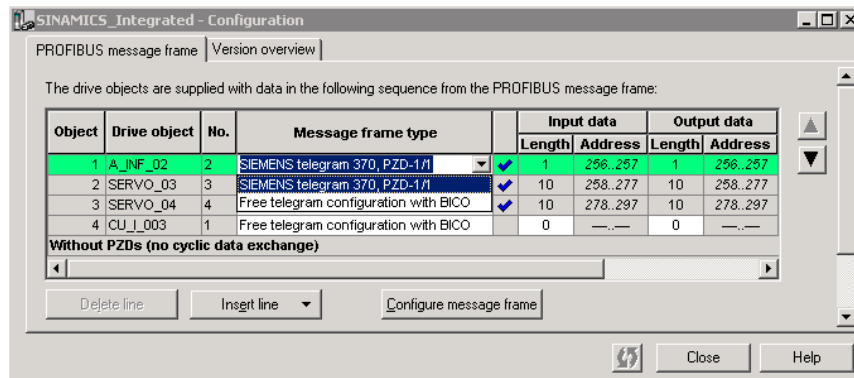 SINAMICS_Integrated - Configuration
PROFIBUS message frame Version overview
The drive objects are supplied with data in the following sequence from the PROFIBUS message frame:
Object Drive object No. Message frame type Input data Output data
Length Address Length Address
1 A_INF_02 2 SIEMENS telegram 370, PZD-1/1 1 256..257 1 256..257
2 SERVO_03 3 SIEMENS telegram 370, PZD-1/1 10 258..277 10 258..277
3 SERVO_04 4 Free telegram configuration with BICO 10 278..297 10 278..297
4 CU_I_003 1 Free telegram configuration with BICO 0 ---..--- 0 ---..---
Without PZDs (no cyclic data exchange)
Delete line Insert line Configure message frame
Close Help